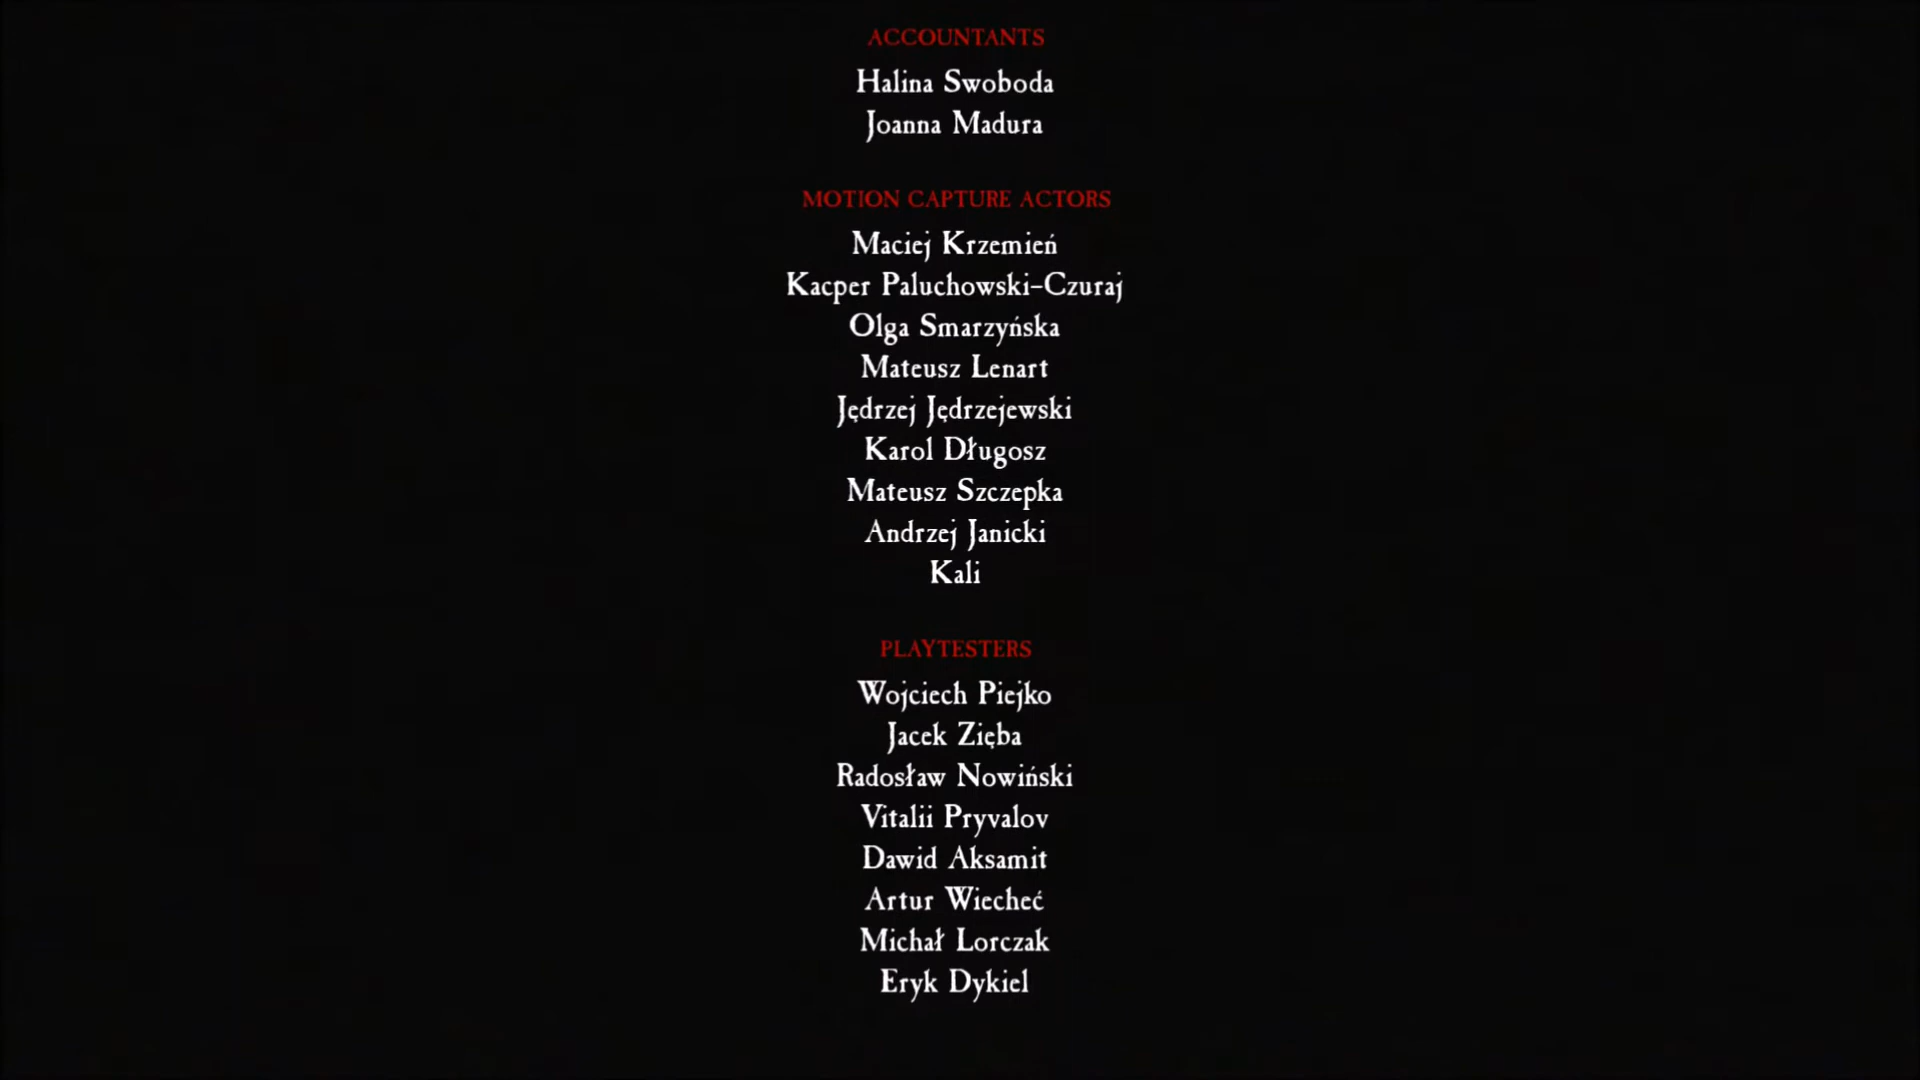 ACCOUNTANTS
Halina Swoboda
Joanna Madura
MOTION CAPTURE ACTORS
Maciej Krzemień
Kacper Paluchowski-Czuraj
Olga Smarzyńska
Mateusz Lenart
Jędrzej Jędrzejewski
Karol Długosz
Mateusz Szczepka
Andrzej Janicki
Kali
PLAYTESTERS
Wojciech Piejko
Jacek Zięba
Radosław Nowiński
Vitalii Pryvalov
Dawid Aksamit
Artur Wiecheć
Michał Lorczak
Eryk Dykiel